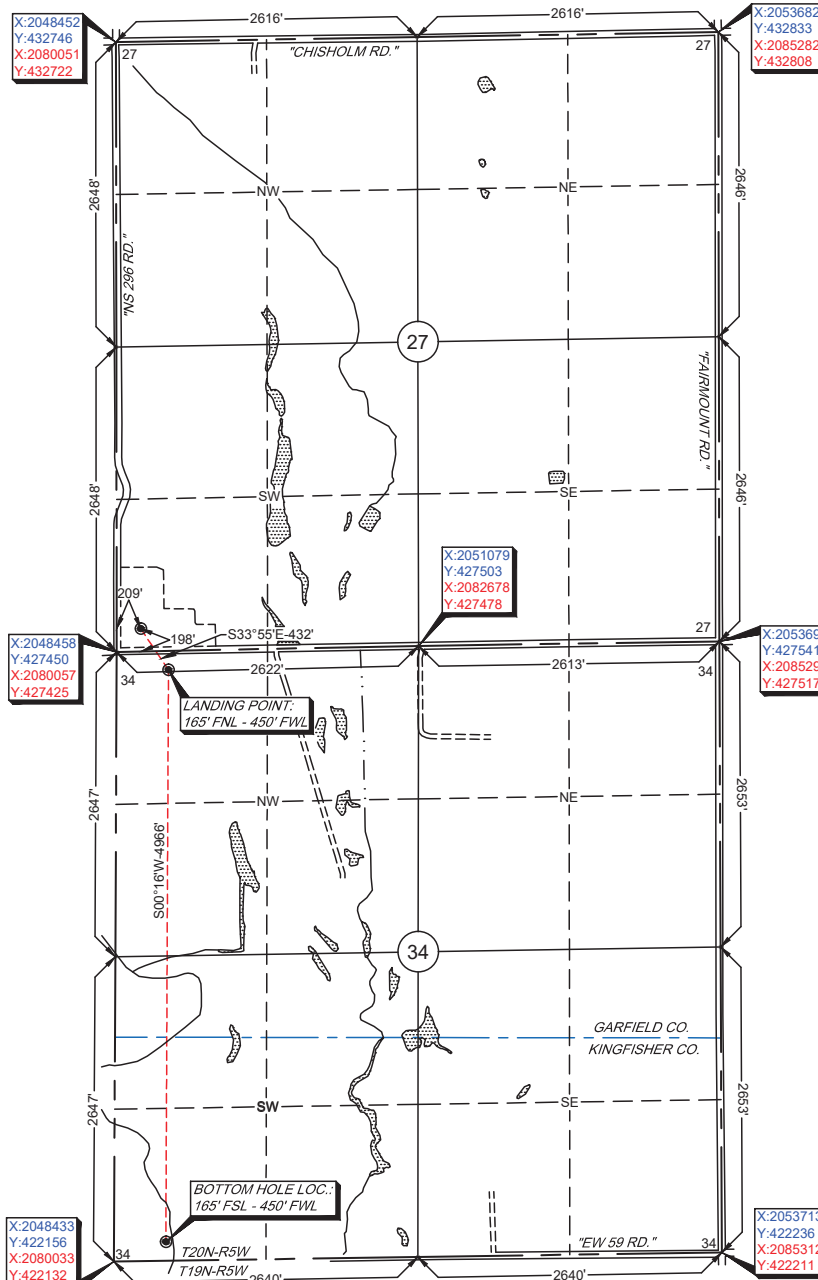 2616'
2616'
X:2048452
Y:432746
X:2080051
Y:432722
X:2053682
Y:432833
X:2085282
Y:432808
27
"CHISHOLM RD."
27
2648'
NW
NE
2646'
"NS 296 RD."
27
"FAIRMOUNT RD."
2648'
SW
SE
2646'
X:2051079
Y:427503
X:2082678
Y:427478
209'
198'
S33°55'E-432'
27
X:2048458
Y:427450
X:2080057
Y:427425
X:205369
Y:427541
X:208529
Y:427517
34
2622'
2613'
34
LANDING POINT:
165' FNL - 450' FWL
2647'
NW
NE
2653'
S00°16'W-4966'
34
GARFIELD CO.
KINGFISHER CO.
2647'
SW
SE
2653'
BOTTOM HOLE LOC.:
165' FSL - 450' FWL
X:2048433
Y:422156
X:2080033
Y:422132
X:2053713
Y:422236
X:2085312
Y:422211
34
T20N-R5W
"EW 59 RD."
34
T19N-R5W
2640'
2640'